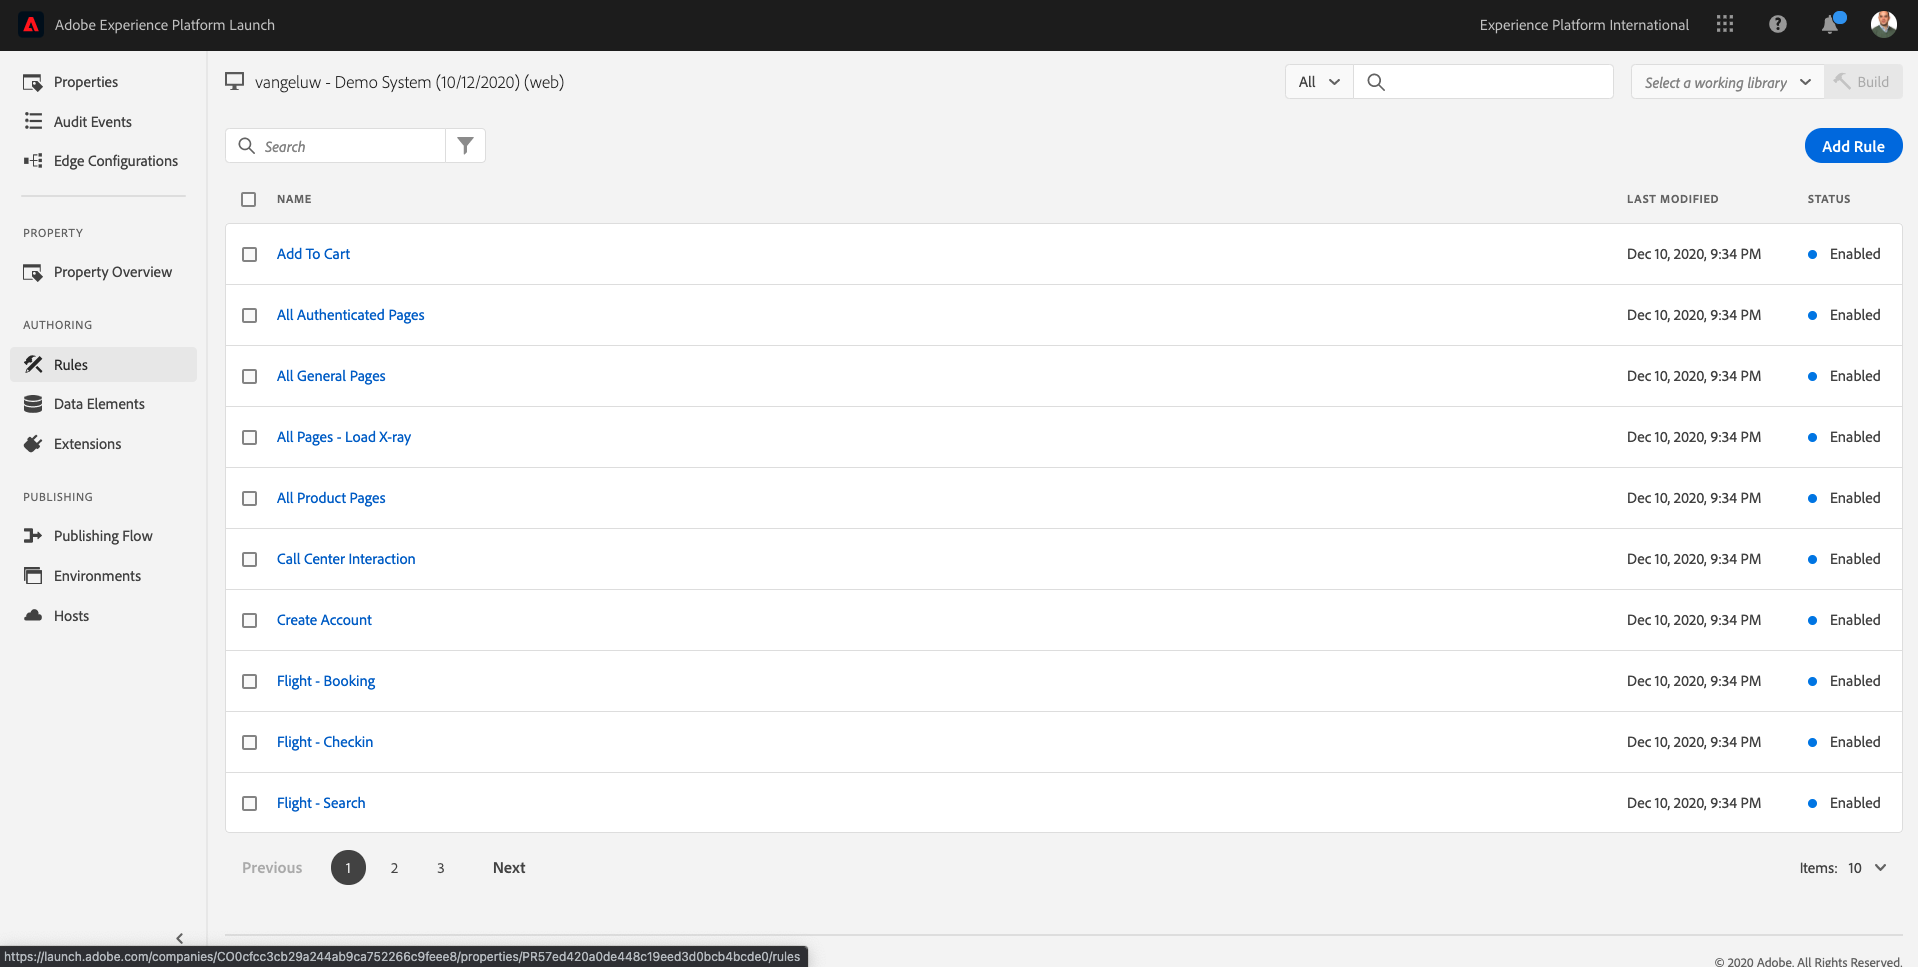 Adobe Experience Platform Launch
Experience Platform International
Properties
Audit Events
Edge Configurations
PROPERTY
Property Overview
AUTHORING
Rules
Data Elements
Extensions
PUBLISHING
Publishing Flow
Environments
Hosts
vangeluw - Demo System (10/12/2020) (web)
All
Select a working library
Build
Search
Add Rule
NAME LAST MODIFIED STATUS
Add To Cart Dec 10, 2020, 9:34 PM Enabled
All Authenticated Pages Dec 10, 2020, 9:34 PM Enabled
All General Pages Dec 10, 2020, 9:34 PM Enabled
All Pages - Load X-ray Dec 10, 2020, 9:34 PM Enabled
All Product Pages Dec 10, 2020, 9:34 PM Enabled
Call Center Interaction Dec 10, 2020, 9:34 PM Enabled
Create Account Dec 10, 2020, 9:34 PM Enabled
Flight - Booking Dec 10, 2020, 9:34 PM Enabled
Flight - Checkin Dec 10, 2020, 9:34 PM Enabled
Flight - Search Dec 10, 2020, 9:34 PM Enabled
Previous 1 2 3 Next Items: 10
https://launch.adobe.com/companies/CO0cfcc3cb29a244ab9ca752266c9feee8/properties/PR57ed420a0de448c19eed3d0bcb4bcde0/rules
© 2020 Adobe. All Rights Reserved.